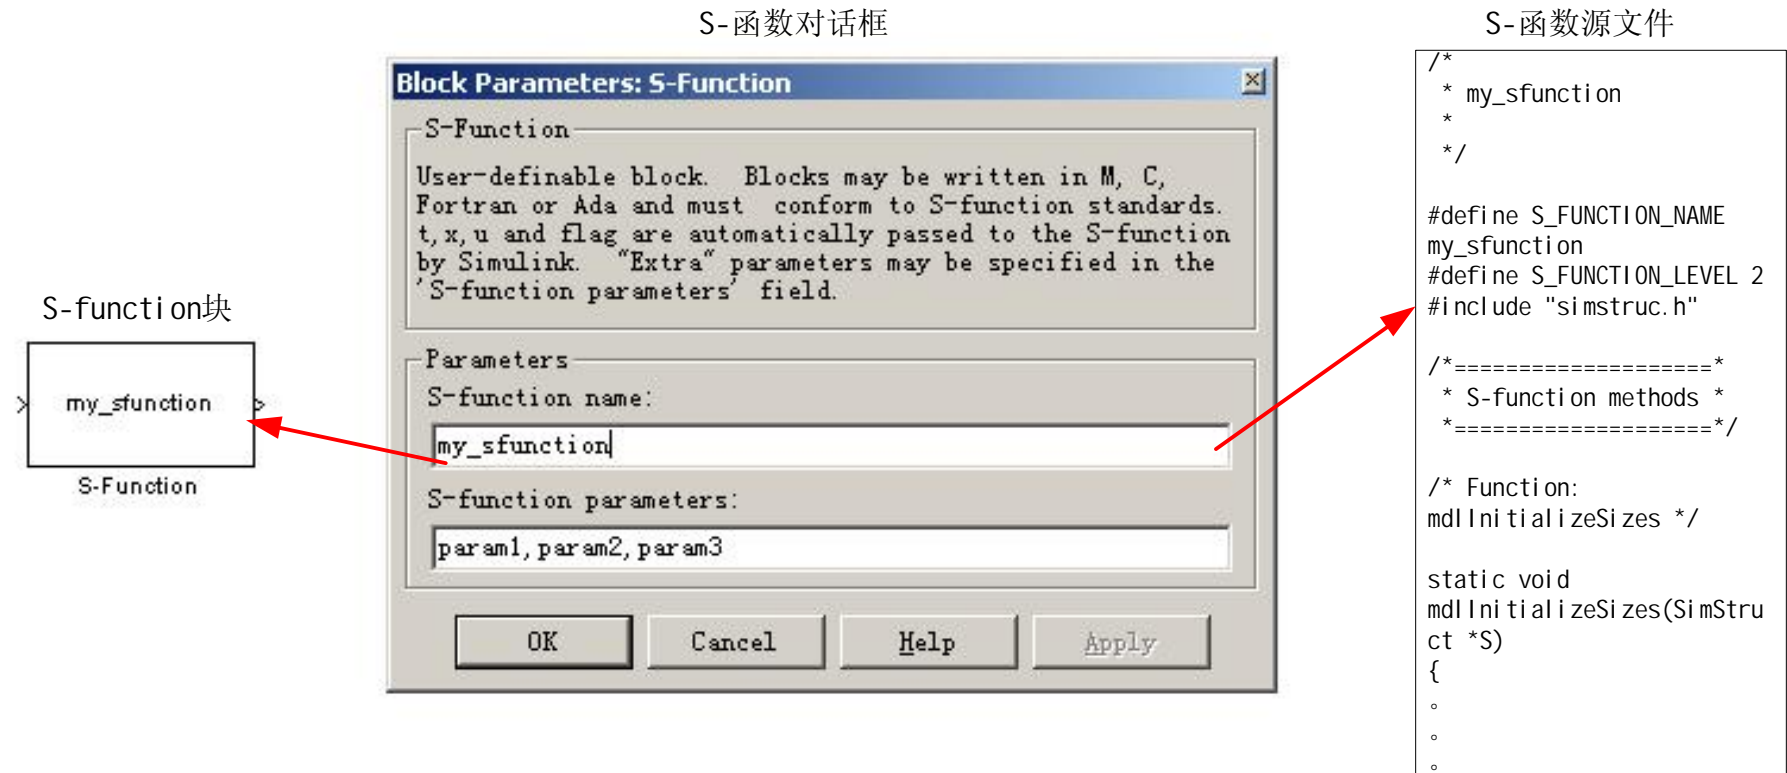 S-函数对话框
S-函数源文件
S-function块
my_sfunction
S-Function
Block Parameters: S-Function
S-Function
User-definable block.  Blocks may be written in M, C,
Fortran or Ada and must  conform to S-function standards.
t,x,u and flag are automatically passed to the S-function
by Simulink.  "Extra" parameters may be specified in the
'S-function parameters' field.
Parameters
S-function name:
my_sfunction
S-function parameters:
param1,param2,param3
OK
Cancel
Help
Apply
/*
* my_sfunction
*
*/
#define S_FUNCTION_NAME
my_sfunction
#define S_FUNCTION_LEVEL 2
#include "simstruc.h"
/*====================*
* S-function methods *
*====================*/
/* Function:
mdlInitializeSizes */
static void
mdlInitializeSizes(SimStru
ct *S)
{
。
。
。